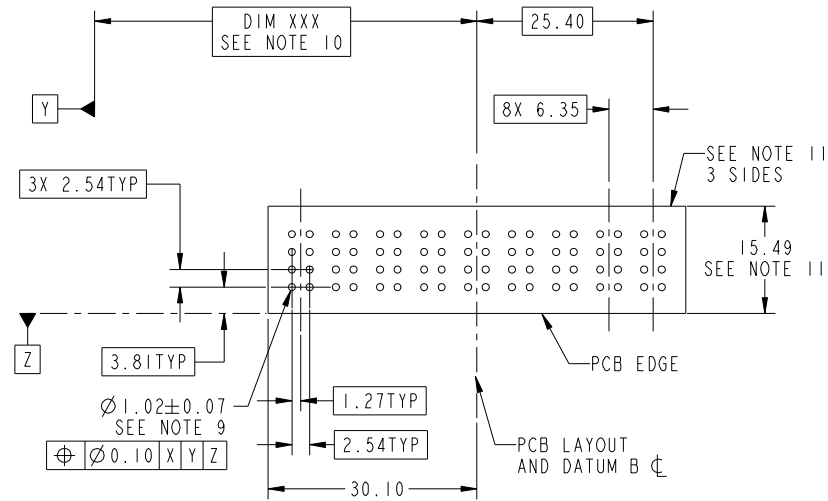 DIM XXX
SEE NOTE 10
25.40
Y
8X 6.35
SEE NOTE 11
3 SIDES
3X 2.54TYP
15.49
SEE NOTE 11
Z
3.81TYP
PCB EDGE
Ø1.02±0.07
SEE NOTE 9
1.27TYP
⌖ Ø0.10 X Y Z
2.54TYP
PCB LAYOUT
AND DATUM B ℄
30.10